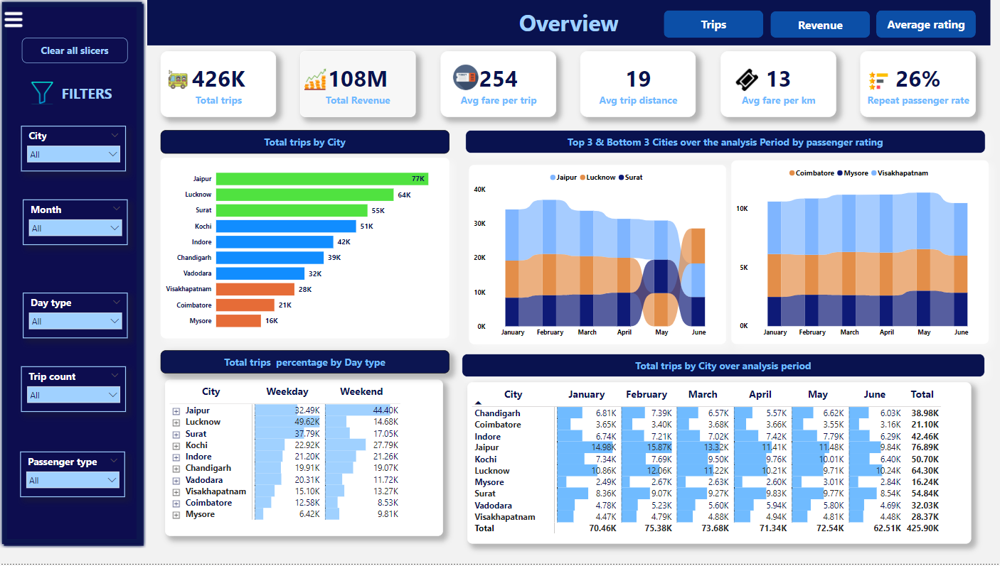 Overview
Trips
Revenue
Average rating
Clear all slicers
FILTERS
City
All
Month
All
Day type
All
Trip count
All
Passenger type
All
426K
Total trips
108M
Total Revenue
254
Avg fare per trip
19
Avg trip distance
13
Avg fare per km
26%
Repeat passenger rate
Total trips by City
Jaipur 77K
Lucknow 64K
Surat 55K
Kochi 51K
Indore 42K
Chandigarh 39K
Vadodara 32K
Visakhapatnam 28K
Coimbatore 21K
Mysore 16K
Top 3 & Bottom 3 Cities over the analysis Period by passenger rating
Jaipur Lucknow Surat
40K
30K
20K
10K
0K
January February March April May June
Coimbatore Mysore Visakhapatnam
10K
5K
0K
January February March April May June
Total trips percentage by Day type
City Weekday Weekend
Jaipur 32.49K 44.40K
Lucknow 49.62K 14.68K
Surat 37.79K 17.05K
Kochi 22.92K 27.79K
Indore 21.20K 21.26K
Chandigarh 19.91K 19.07K
Vadodara 20.31K 11.72K
Visakhapatnam 15.10K 13.27K
Coimbatore 12.58K 8.53K
Mysore 6.42K 9.81K
Total trips by City over analysis period
City January February March April May June Total
Chandigarh 6.81K 7.39K 6.57K 5.57K 6.62K 6.03K 38.98K
Coimbatore 3.65K 3.40K 3.68K 3.66K 3.55K 3.16K 21.10K
Indore 6.74K 7.21K 7.02K 7.42K 7.79K 6.29K 42.46K
Jaipur 14.98K 15.87K 13.32K 11.41K 11.48K 9.84K 76.89K
Kochi 7.34K 7.69K 9.50K 9.76K 10.01K 6.40K 50.70K
Lucknow 10.86K 12.06K 11.22K 10.21K 9.71K 10.24K 64.30K
Mysore 2.49K 2.67K 2.63K 2.60K 3.01K 2.84K 16.24K
Surat 8.36K 9.07K 9.27K 9.83K 9.77K 8.54K 54.84K
Vadodara 4.78K 5.23K 5.60K 5.94K 5.80K 4.69K 32.03K
Visakhapatnam 4.47K 4.79K 4.88K 4.94K 4.81K 4.48K 28.37K
Total 70.46K 75.38K 73.68K 71.34K 72.54K 62.51K 425.90K